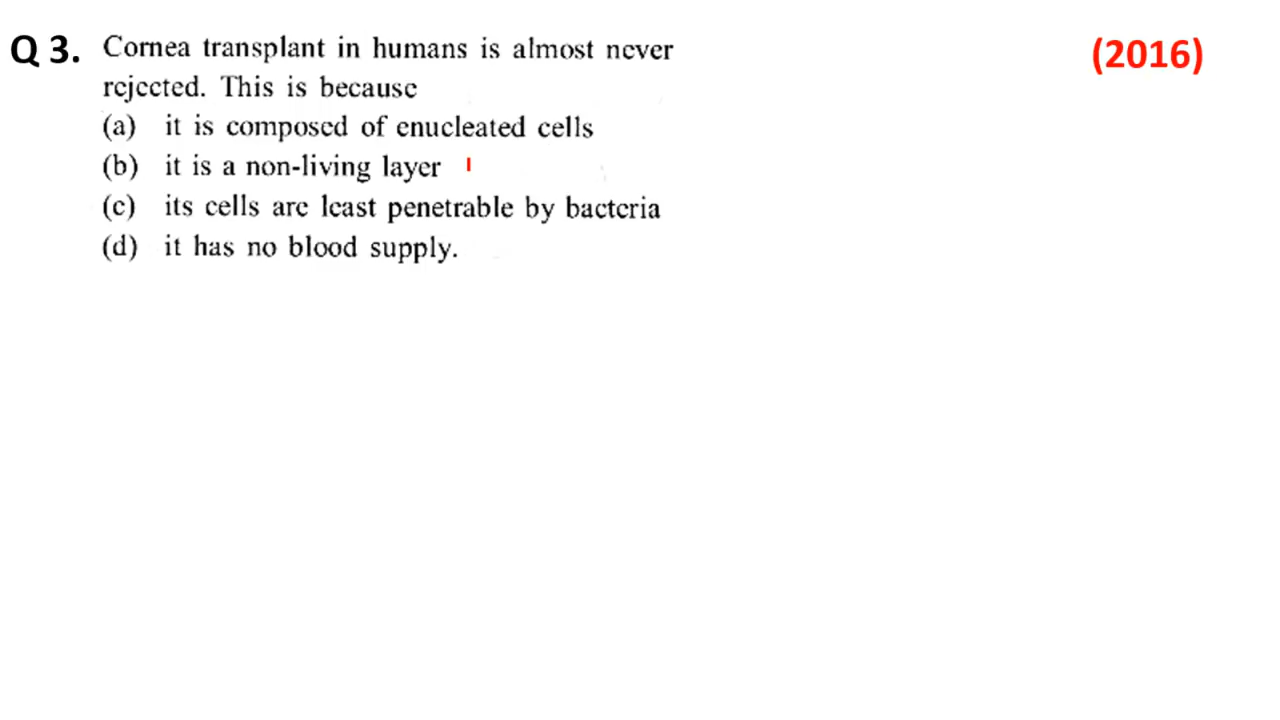 Q 3. Cornea transplant in humans is almost never (2016)
rejected. This is because
(a) it is composed of enucleated cells
(b) it is a non-living layer
(c) its cells are least penetrable by bacteria
(d) it has no blood supply.